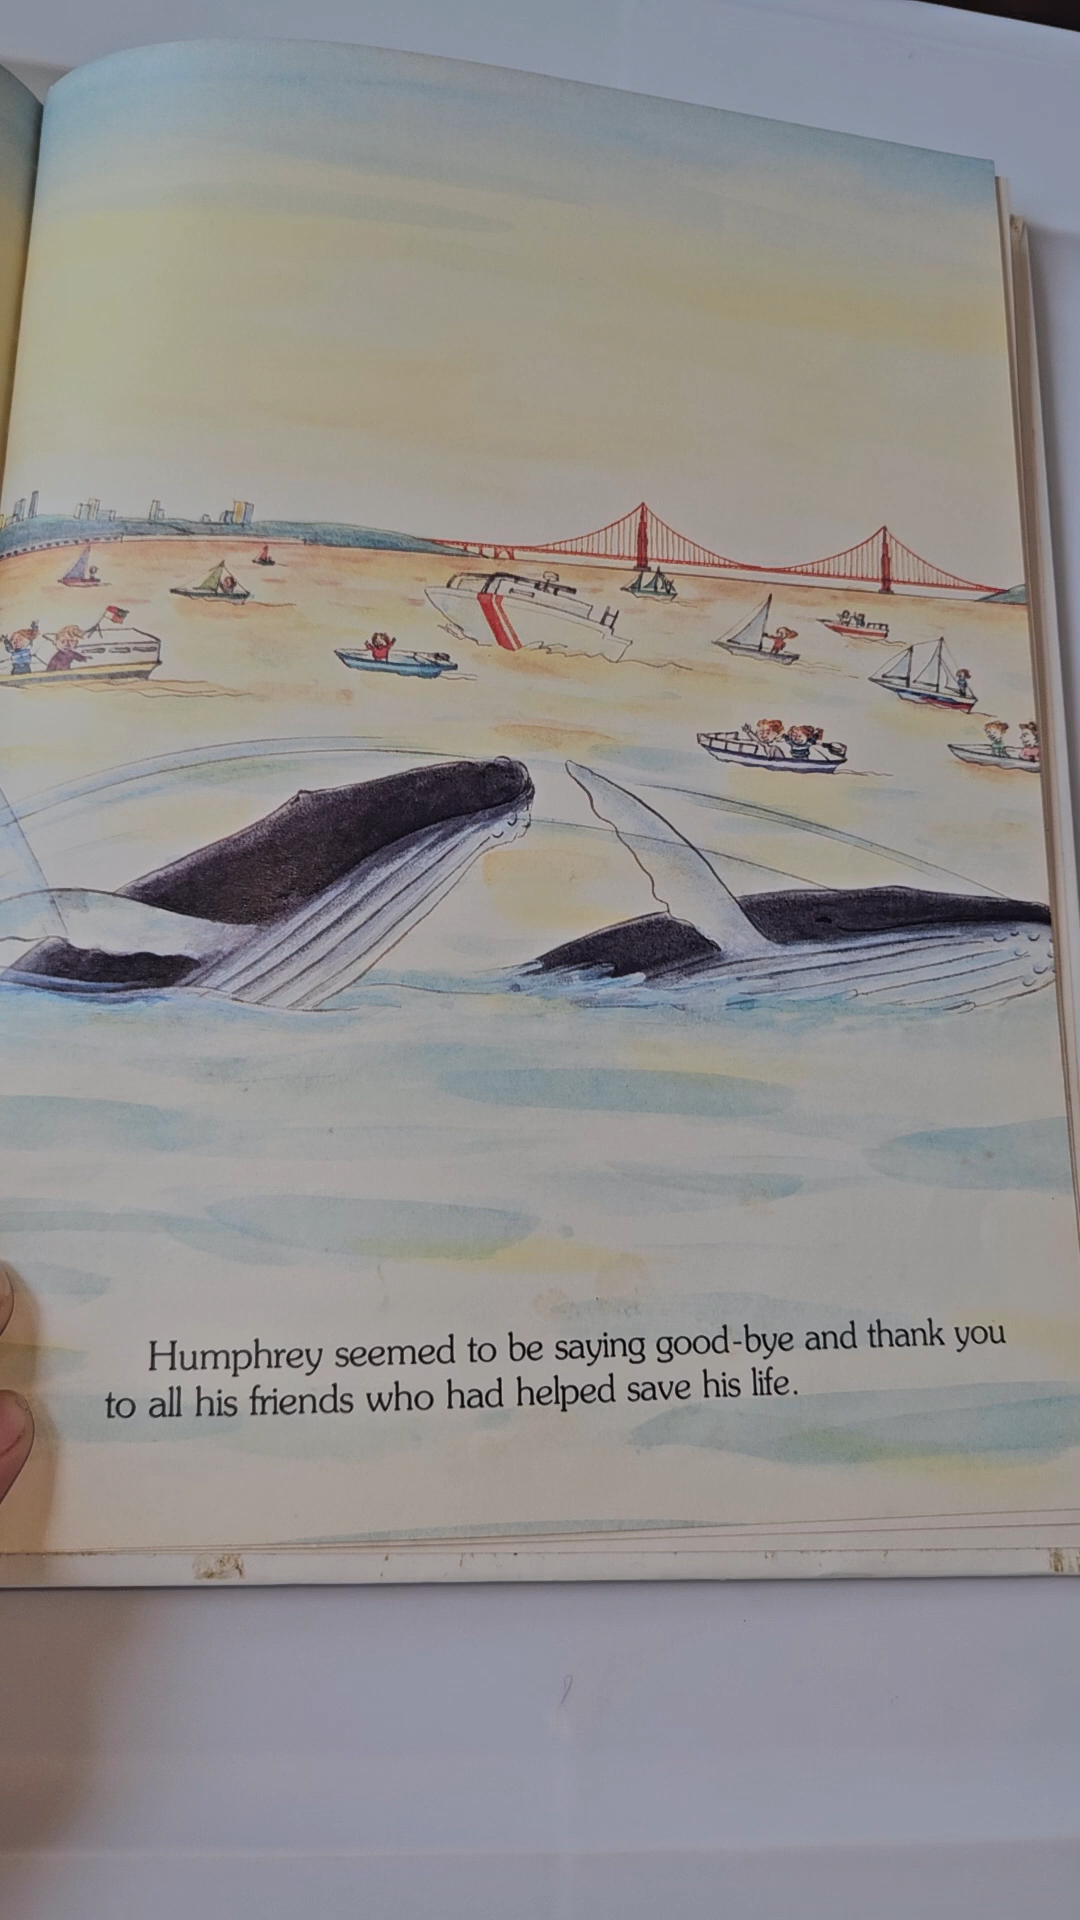 Humphrey seemed to be saying good-bye and thank you
to all his friends who had helped save his life.